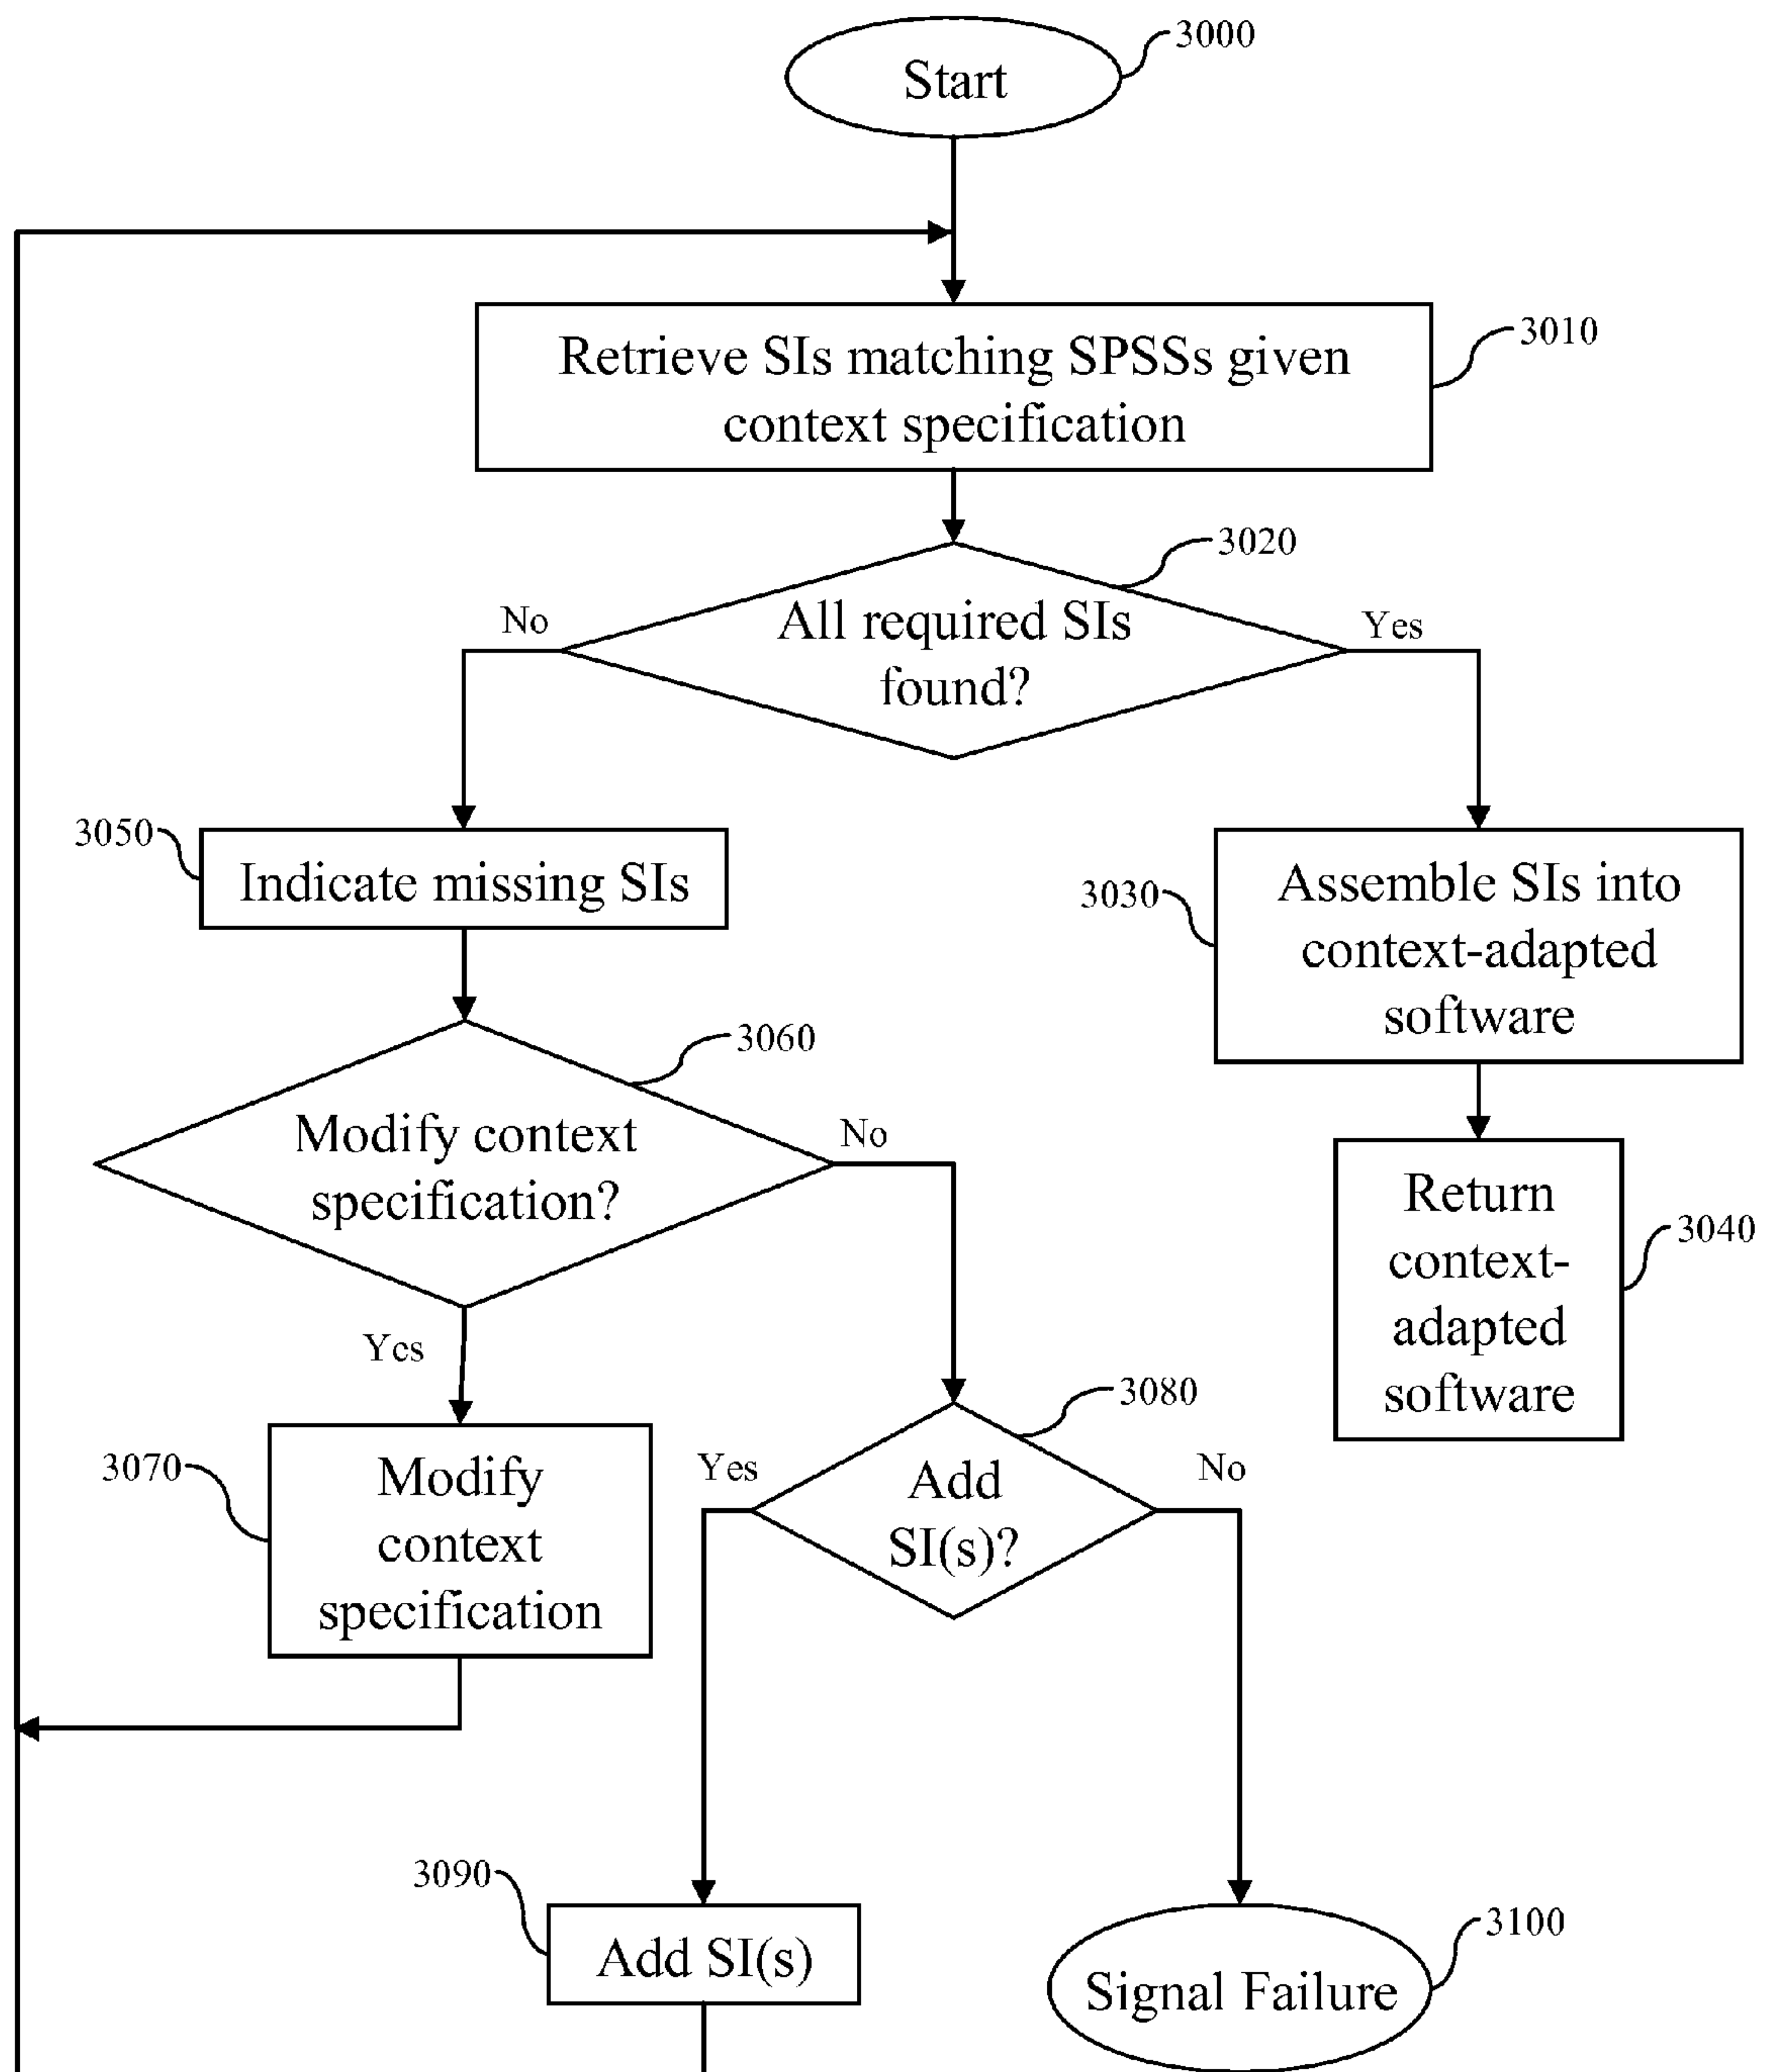 3000
Start
3010
Retrieve SIs matching SPSSs given
context specification
3020
All required SIs
found?
No
Yes
3050
Indicate missing SIs
3030
Assemble SIs into
context-adapted
software
3060
Modify context
specification?
No
Yes
3040
Return
context-
adapted
software
3070
Modify
context
specification
3080
Add
SI(s)?
Yes
No
3090
Add SI(s)
3100
Signal Failure